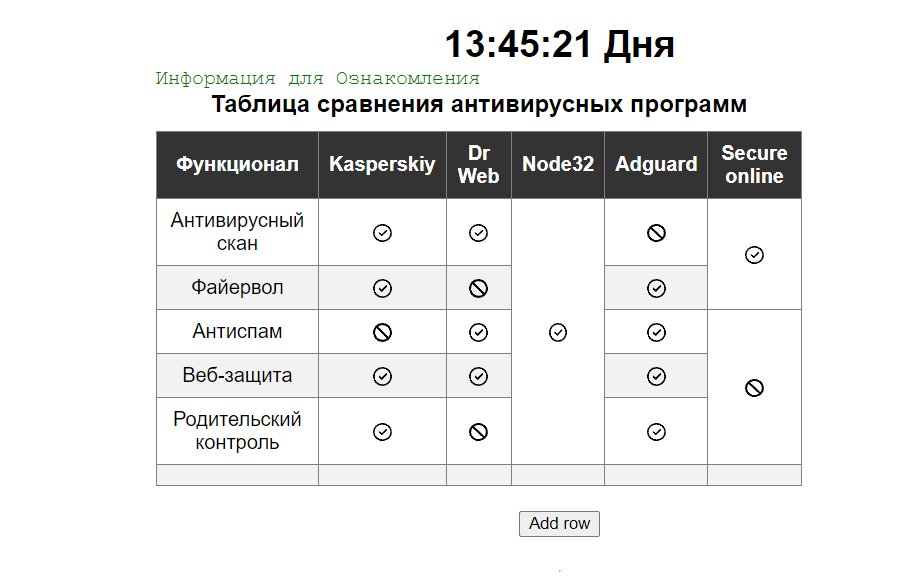 13:45:21 Дня
Информация для Ознакомления
Таблица сравнения антивирусных программ
Функционал Kasperskiy Dr Web Node32 Adguard Secure online
Антивирусный скан
Файервол
Антиспам
Веб-защита
Родительский контроль
Add row